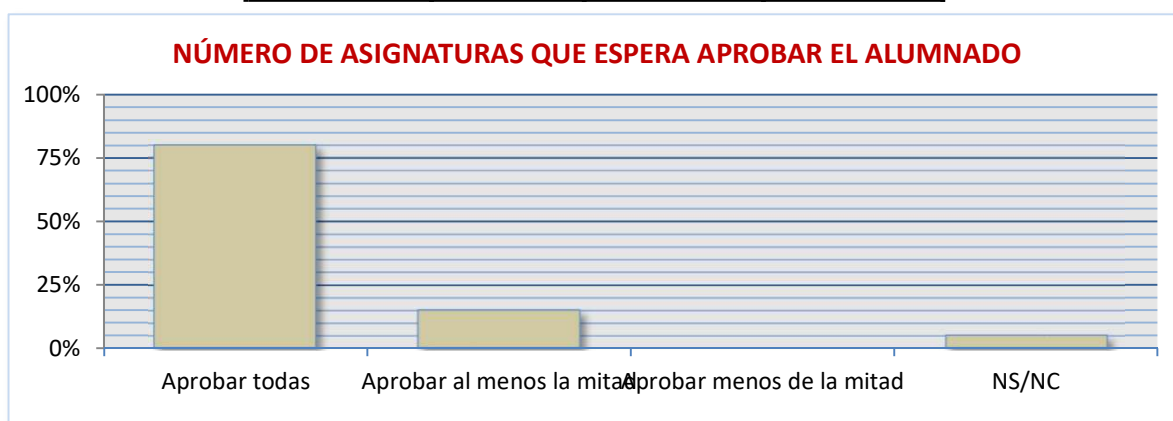 NÚMERO DE ASIGNATURAS QUE ESPERA APROBAR EL ALUMNADO
100%
75%
50%
25%
0%
Aprobar todas
Aprobar al menos la mitad
Aprobar menos de la mitad
NS/NC